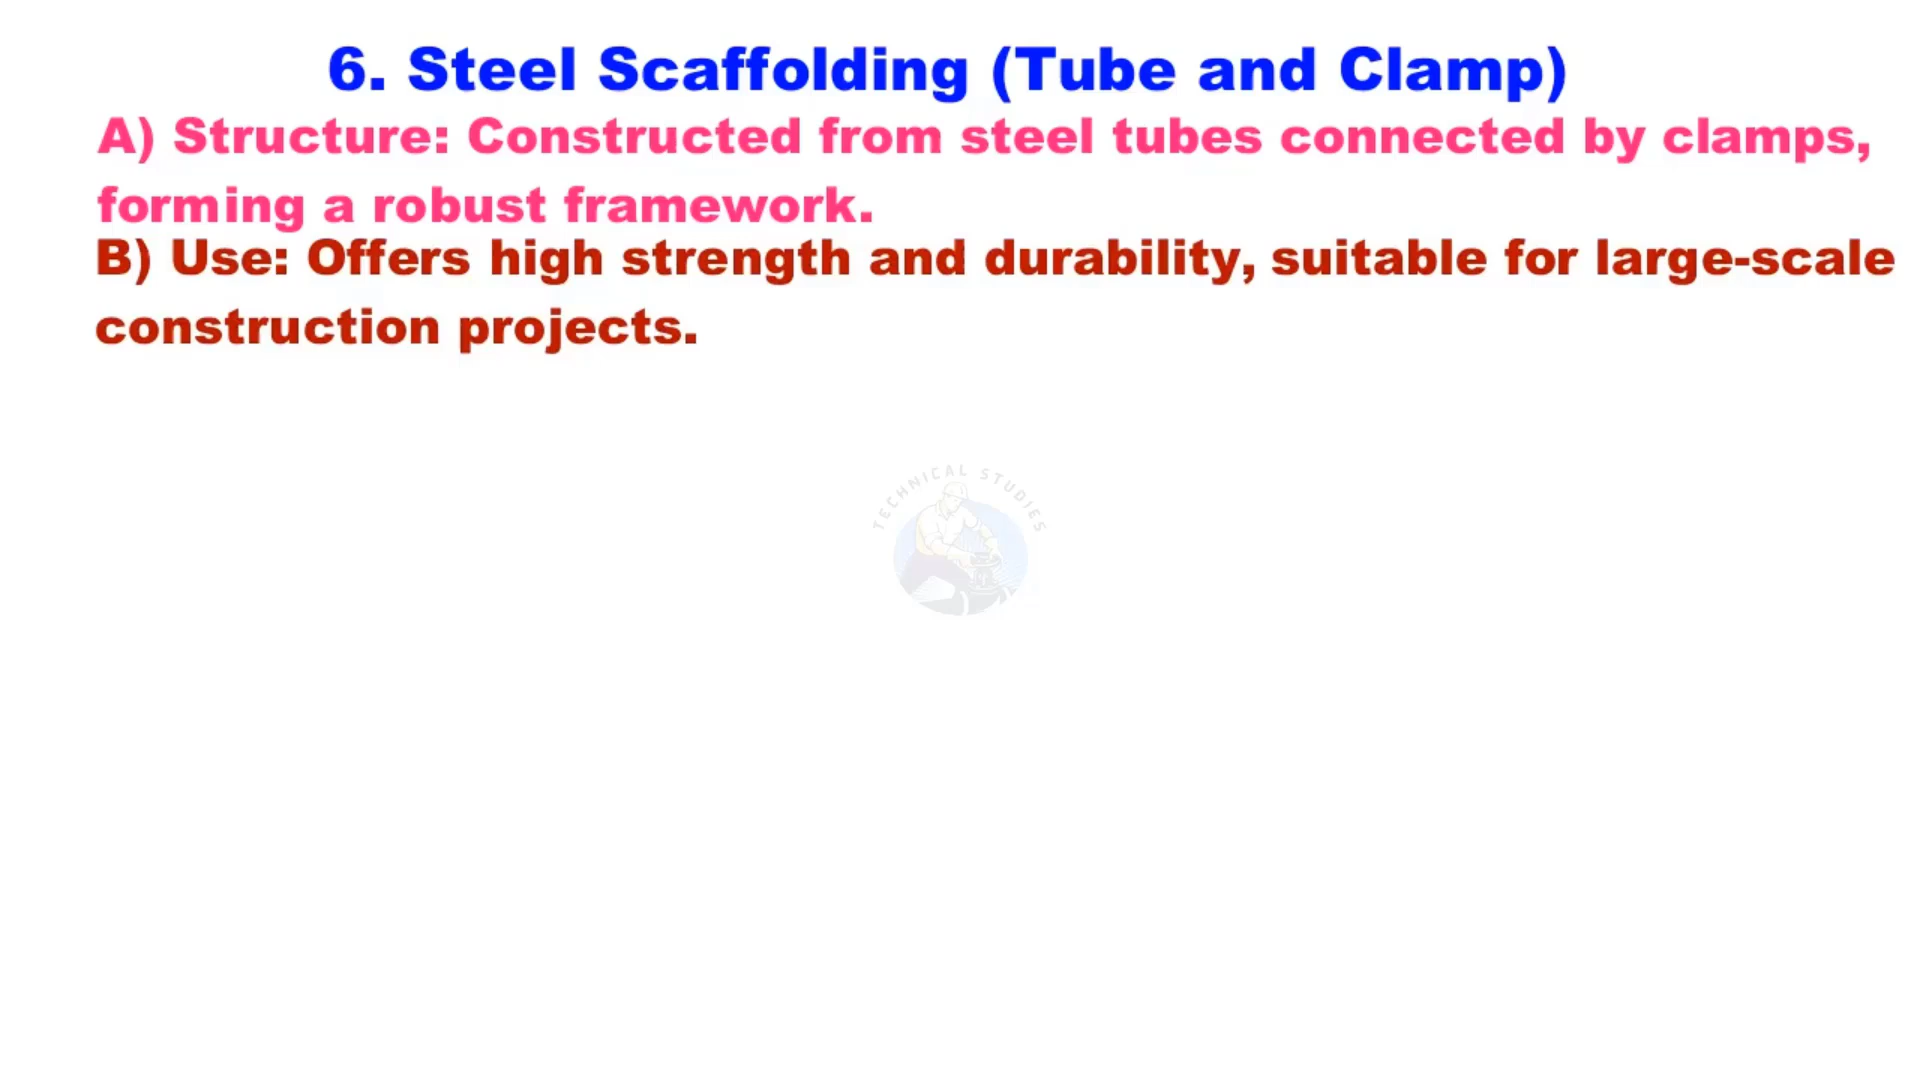 6. Steel Scaffolding (Tube and Clamp)
A) Structure: Constructed from steel tubes connected by clamps,
forming a robust framework.
B) Use: Offers high strength and durability, suitable for large-scale
construction projects.
TECHNICAL STUDIES